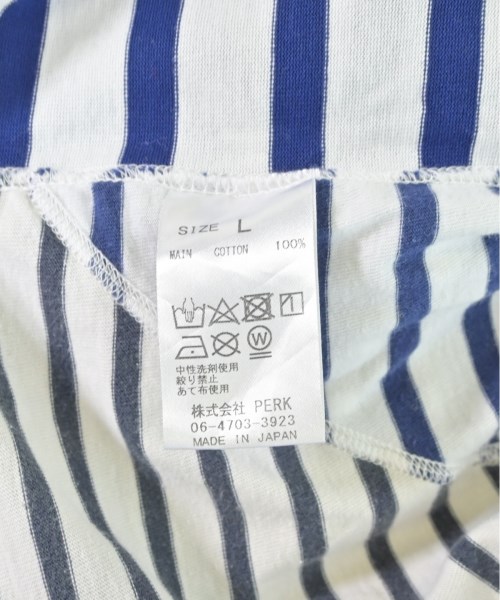 SIZE L
MAIN COTTON 100%
W
中性洗剤使用
絞り禁止
あて布使用
株式会社 PERK
06-4703-3923
MADE IN JAPAN